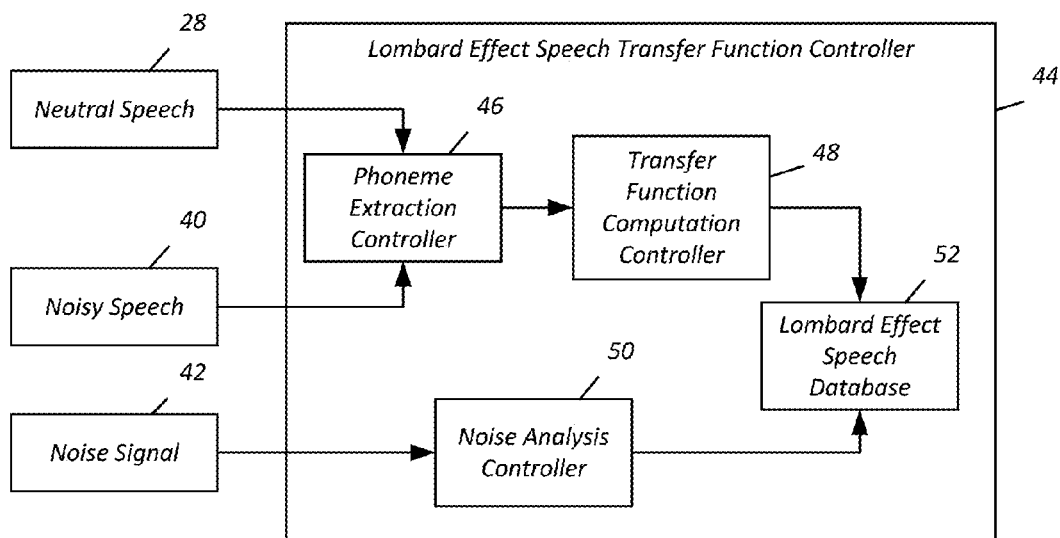 28
Lombard Effect Speech Transfer Function Controller
44
Neutral Speech
46
Phoneme
Extraction
Controller
48
Transfer
Function
Computation
Controller
40
Noisy Speech
52
Lombard Effect
Speech
Database
42
Noise Signal
50
Noise Analysis
Controller